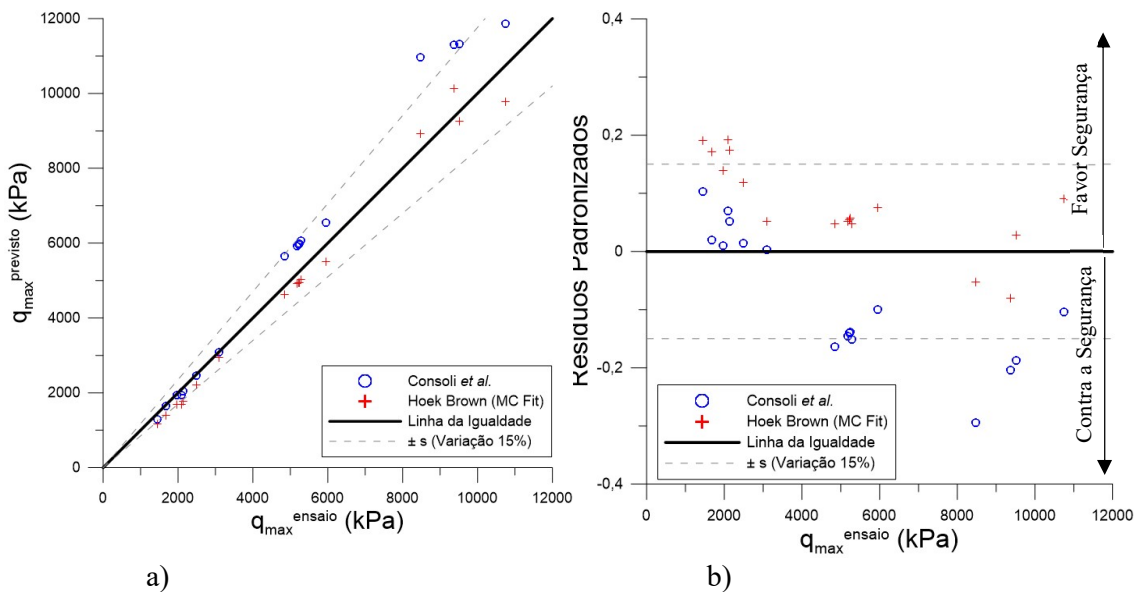 12000
10000
8000
6000
4000
2000
0
q_max^previsto (kPa)
Consoli et al.
Hoek Brown (MC Fit)
Linha da Igualdade
± s (Variação 15%)
0 2000 4000 6000 8000 10000 12000
q_max^ensaio (kPa)
a)
0,4
0,2
0
-0,2
-0,4
Resíduos Padronizados
Favor Segurança
Contra a Segurança
Consoli et al.
Hoek Brown (MC Fit)
Linha da Igualdade
± s (Variação 15%)
0 2000 4000 6000 8000 10000 12000
q_max^ensaio (kPa)
b)